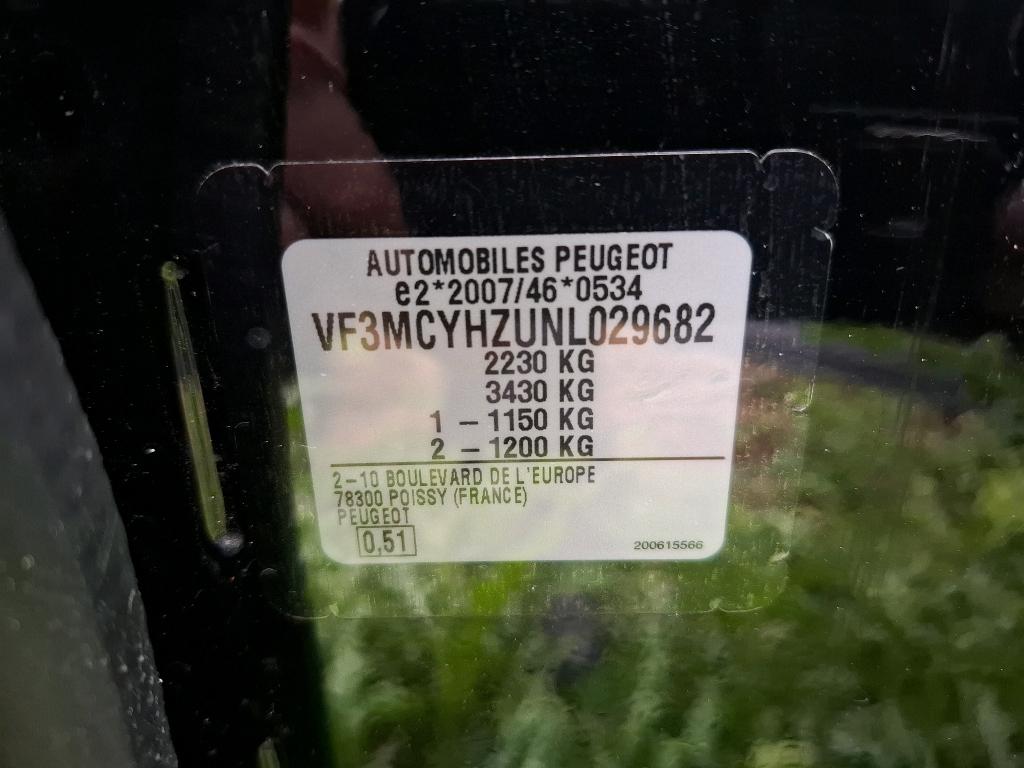 AUTOMOBILES PEUGEOT
e2*2007/46*0534
VF3MCYHZUNL029682
2230 KG
3430 KG
1 – 1150 KG
2 – 1200 KG
2–10 BOULEVARD DE L'EUROPE
78300 POISSY (FRANCE)
PEUGEOT
0,51
200615566